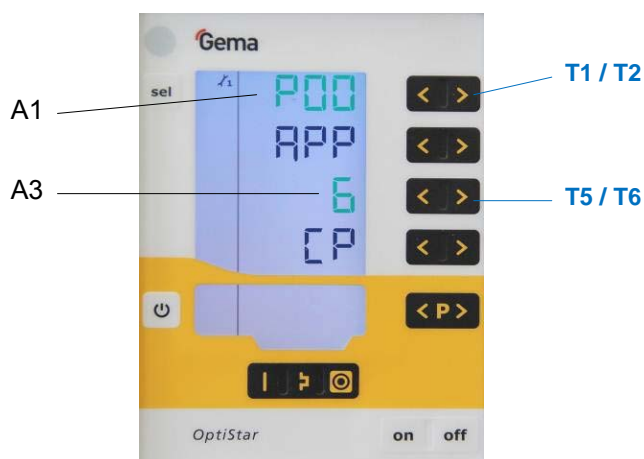 Gema
T1 / T2
sel
P00
A1
APP
A3
6
T5 / T6
CP
< P >
OptiStar
on off